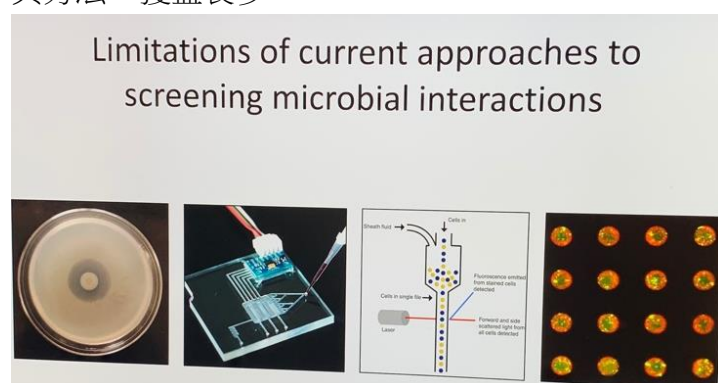 Limitations of current approaches to
screening microbial interactions
Cells in
Sheath fluid
Fluorescence emitted
from stained cells
detected
Cells in single file
Laser
Forward and side
scattered light from
all cells detected